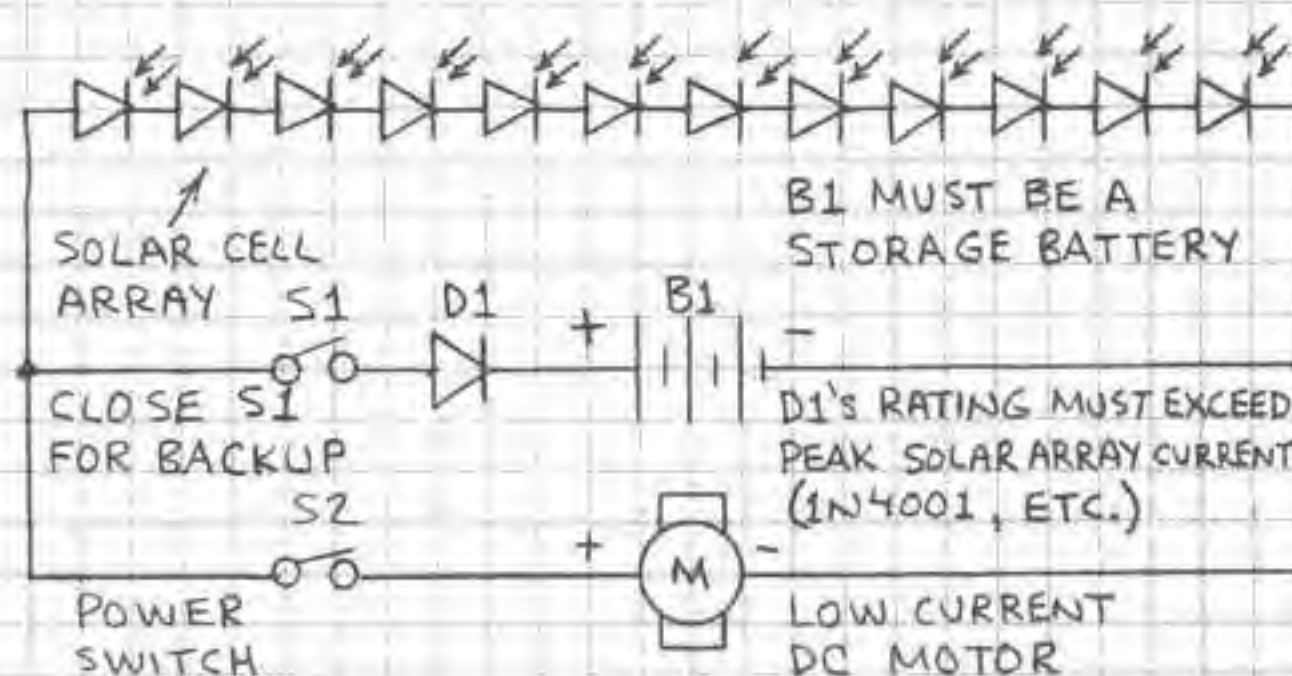 B1 MUST BE A
STORAGE BATTERY
SOLAR CELL
ARRAY
S1
D1
+
B1
-
CLOSE S1
FOR BACKUP
D1's RATING MUST EXCEED
PEAK SOLAR ARRAY CURRENT
(1N4001, ETC.)
S2
+
M
-
POWER
SWITCH
LOW CURRENT
DC MOTOR